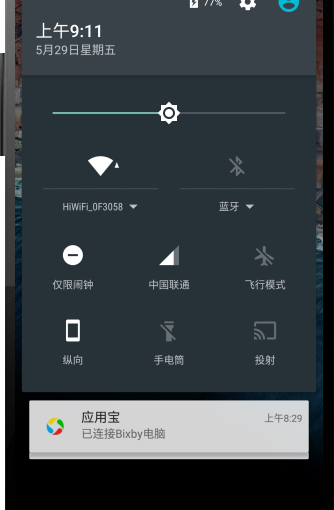 77%
上午9:11
5月29日星期五
HiWiFi_0F3058
蓝牙
仅限闹钟
中国联通
飞行模式
纵向
手电筒
投射
应用宝
上午8:29
已连接Bixby电脑